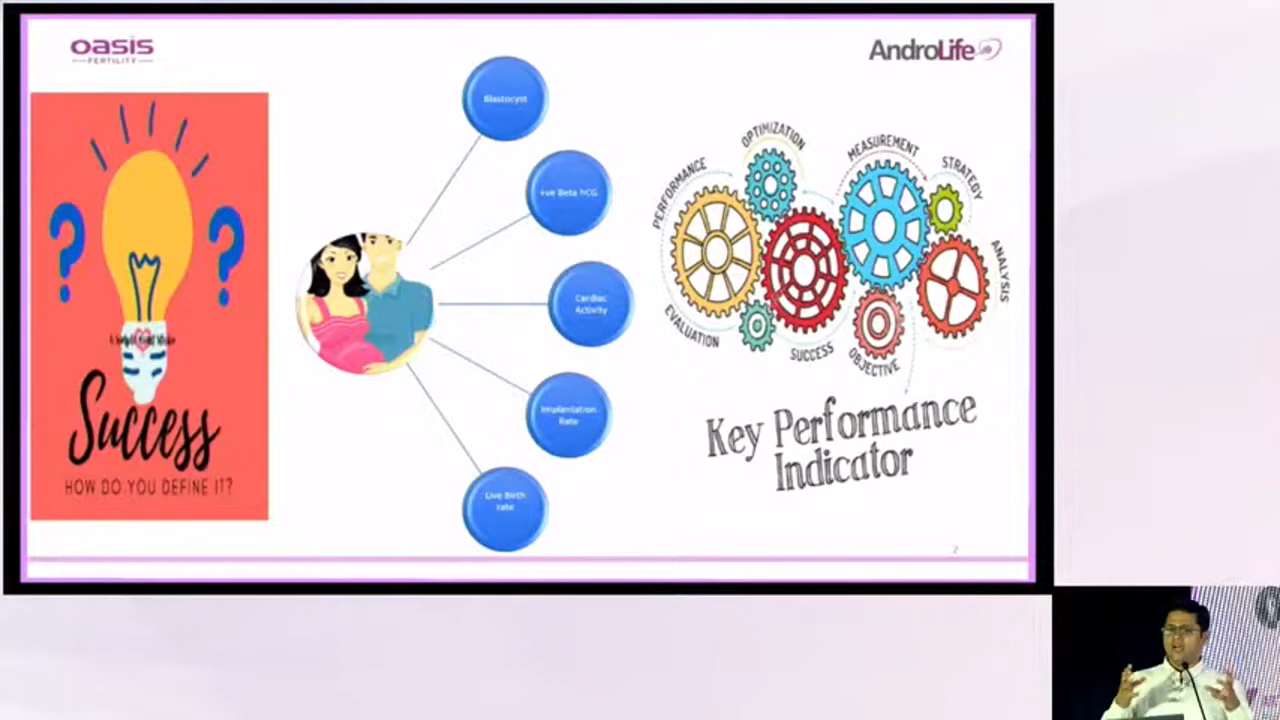 oasis
FERTILITY
AndroLife
Success
HOW DO YOU DEFINE IT?
Blastocyst
+ve Beta hCG
Cardiac
Activity
Implantation
Rate
Live Birth
rate
PERFORMANCE
OPTIMIZATION
MEASUREMENT
STRATEGY
ANALYSIS
EVALUATION
SUCCESS
OBJECTIVE
Key Performance
Indicator
2